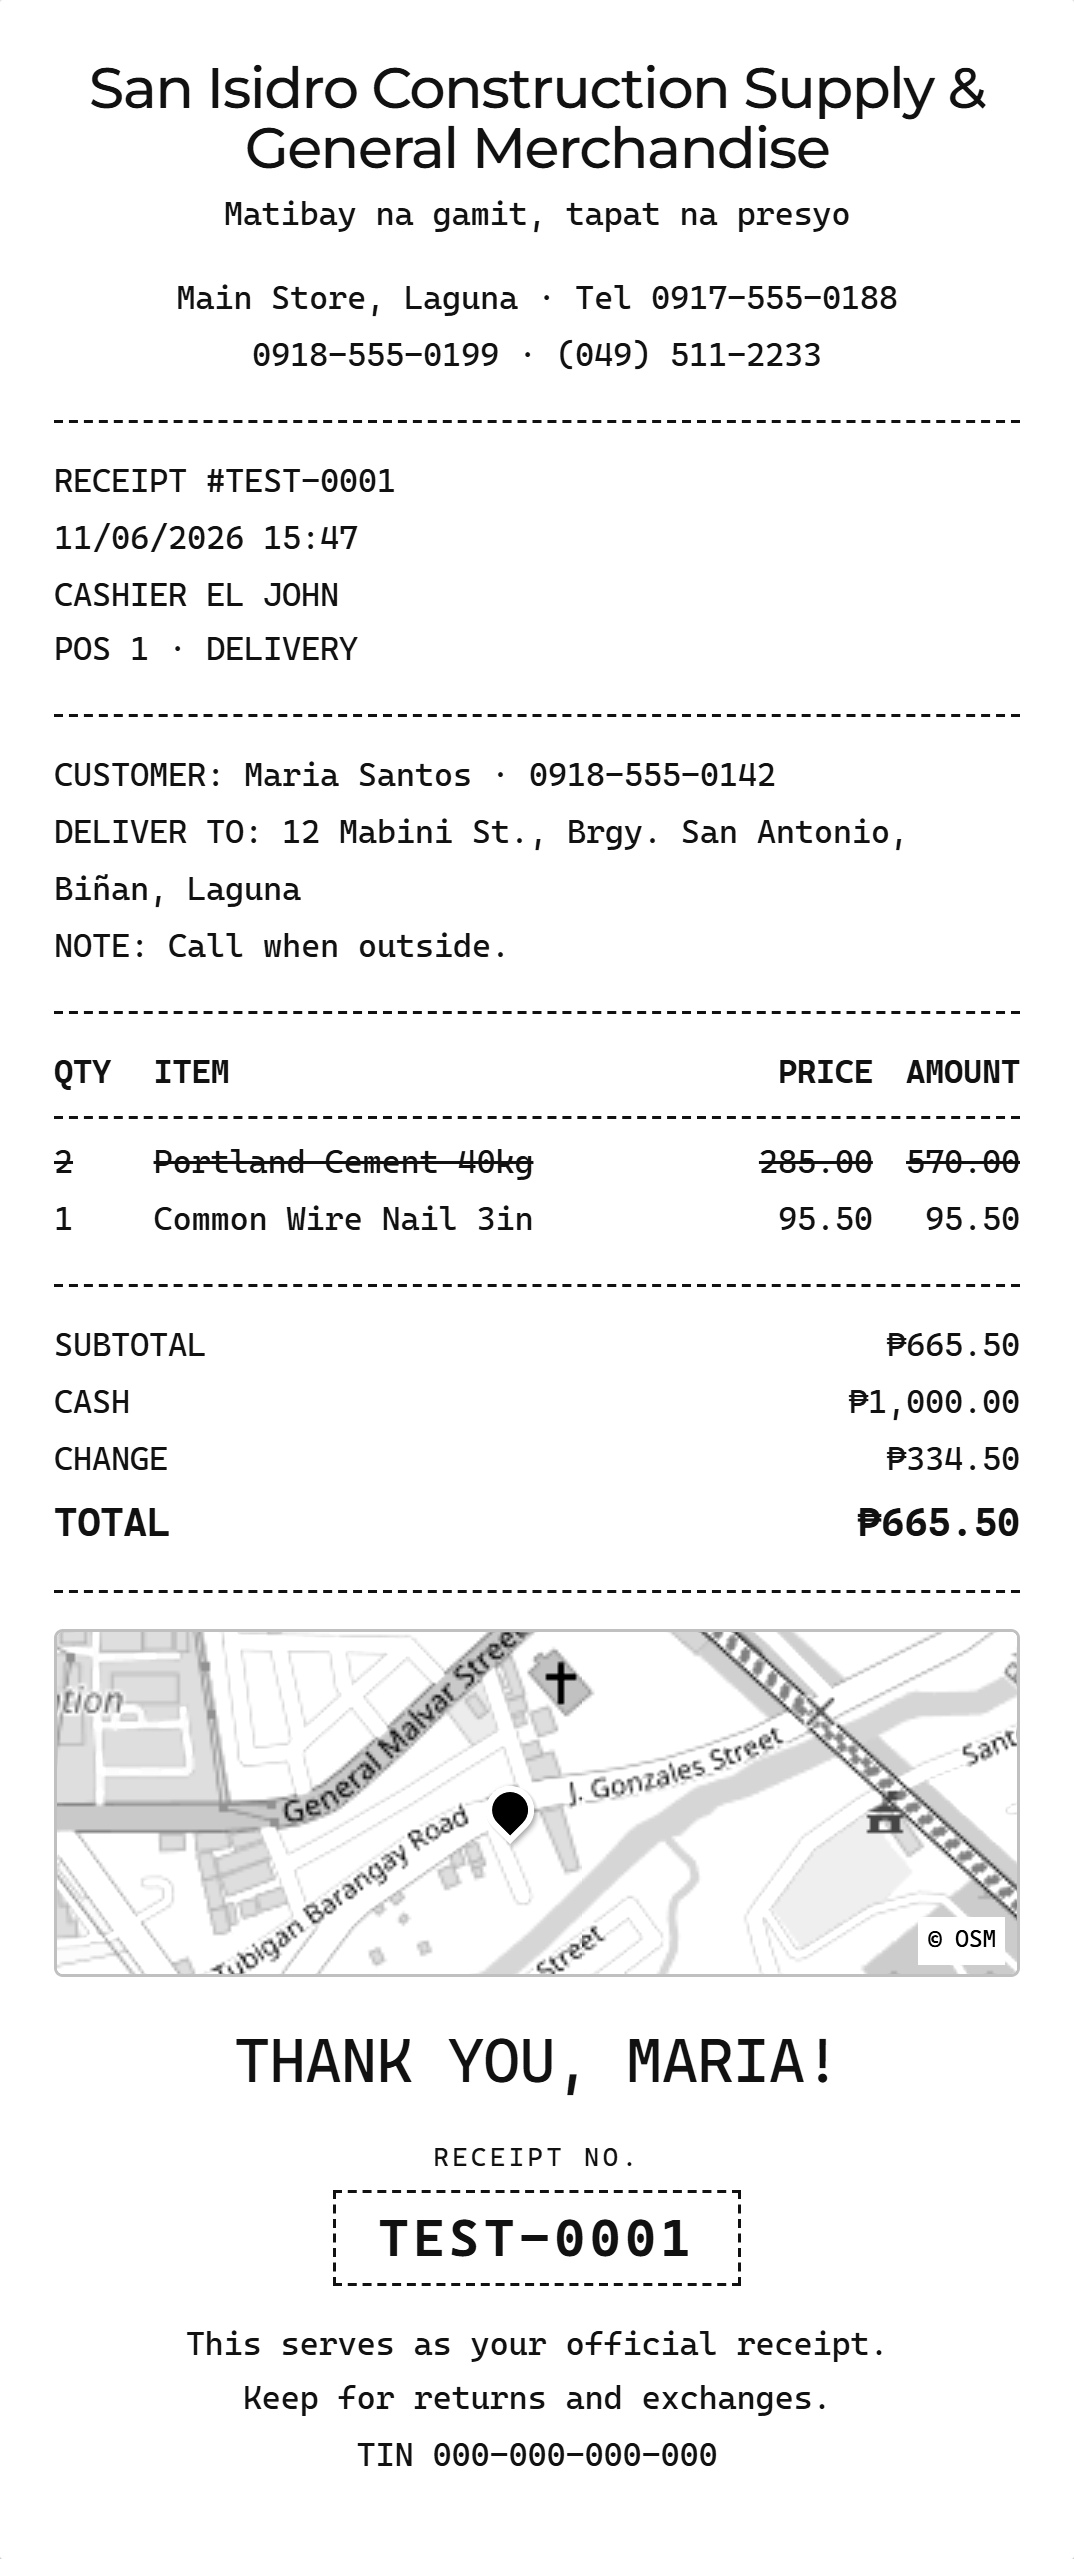 San Isidro Construction Supply &
General Merchandise
Matibay na gamit, tapat na presyo
Main Store, Laguna · Tel 0917-555-0188
0918-555-0199 · (049) 511-2233
RECEIPT #TEST-0001
11/06/2026 15:47
CASHIER EL JOHN
POS 1 · DELIVERY
CUSTOMER: Maria Santos · 0918-555-0142
DELIVER TO: 12 Mabini St., Brgy. San Antonio,
Biñan, Laguna
NOTE: Call when outside.
QTY ITEM PRICE AMOUNT
2 Portland Cement 40kg 285.00 570.00
1 Common Wire Nail 3in 95.50 95.50
SUBTOTAL ₱665.50
CASH ₱1,000.00
CHANGE ₱334.50
TOTAL ₱665.50
General Malvar Street
J. Gonzales Street
Tubigan Barangay Road
Street
© OSM
THANK YOU, MARIA!
RECEIPT NO.
TEST-0001
This serves as your official receipt.
Keep for returns and exchanges.
TIN 000-000-000-000